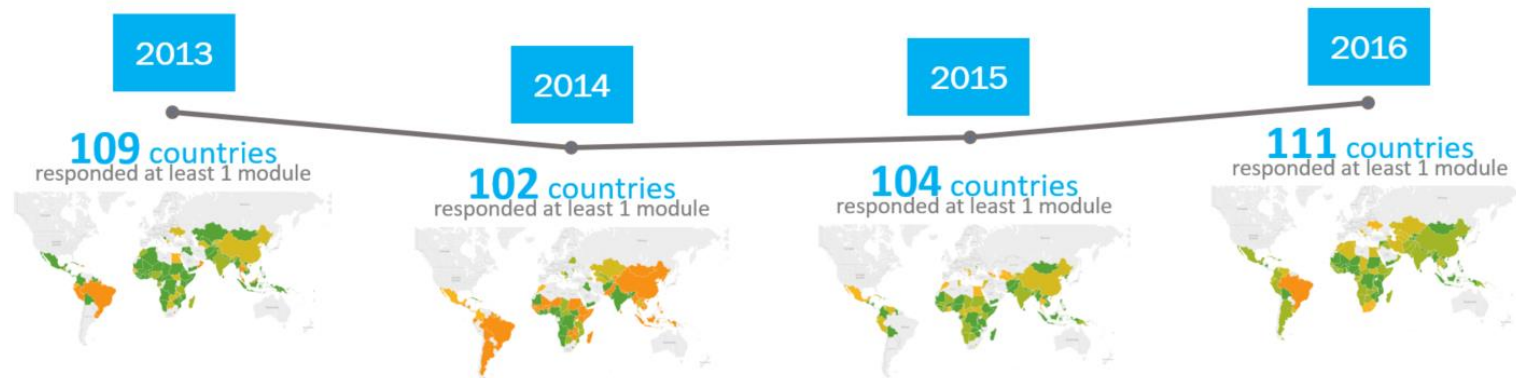 2013
109 countries
responded at least 1 module
2014
102 countries
responded at least 1 module
2015
104 countries
responded at least 1 module
2016
111 countries
responded at least 1 module